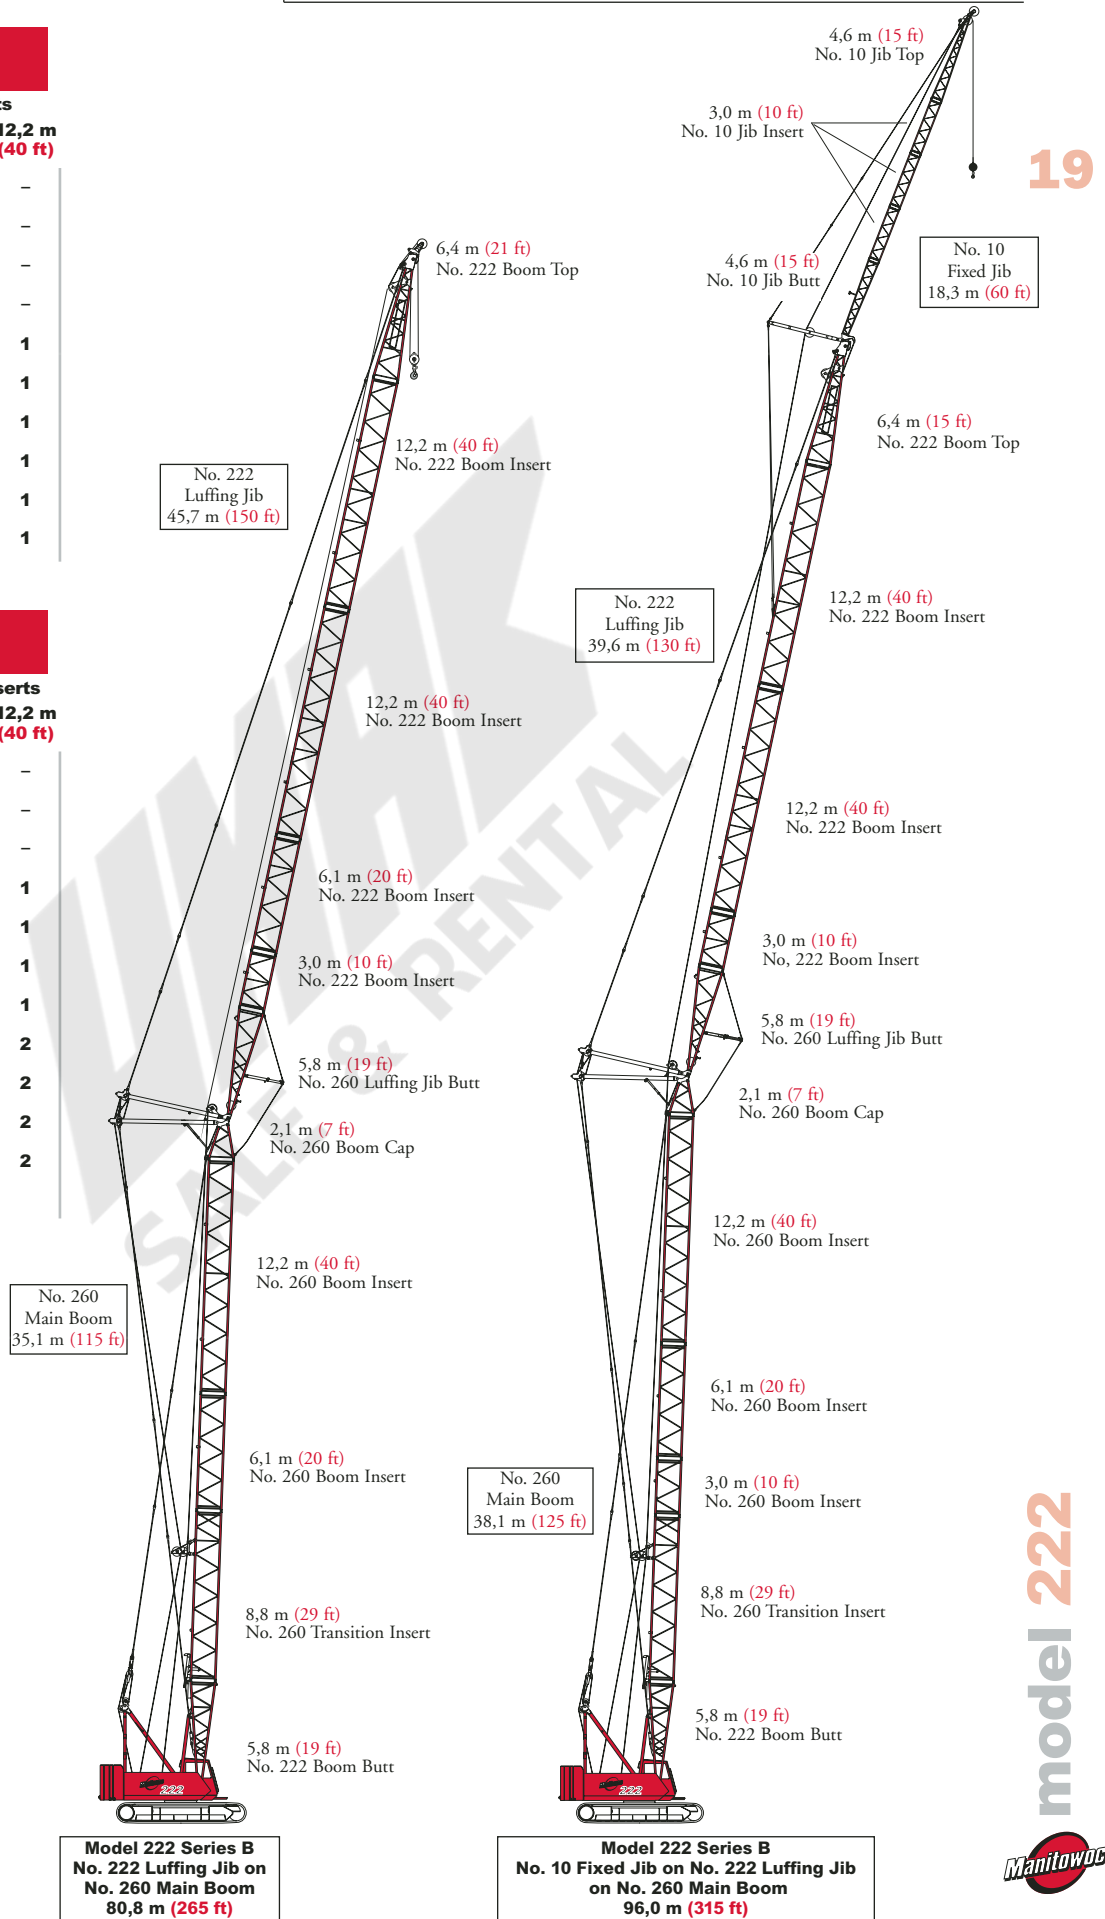 ts
12,2 m
(40 ft)
–
–
–
–
1
1
1
1
1
1
serts
12,2 m
(40 ft)
–
–
–
1
1
1
1
2
2
2
2
6,4 m (21 ft)
No. 222 Boom Top
12,2 m (40 ft)
No. 222 Boom Insert
No. 222
Luffing Jib
45,7 m (150 ft)
12,2 m (40 ft)
No. 222 Boom Insert
6,1 m (20 ft)
No. 222 Boom Insert
3,0 m (10 ft)
No. 222 Boom Insert
5,8 m (19 ft)
No. 260 Luffing Jib Butt
2,1 m (7 ft)
No. 260 Boom Cap
12,2 m (40 ft)
No. 260 Boom Insert
No. 260
Main Boom
35,1 m (115 ft)
6,1 m (20 ft)
No. 260 Boom Insert
8,8 m (29 ft)
No. 260 Transition Insert
5,8 m (19 ft)
No. 222 Boom Butt
Manitowoc
222
Model 222 Series B
No. 222 Luffing Jib on
No. 260 Main Boom
80,8 m (265 ft)
4,6 m (15 ft)
No. 10 Jib Top
3,0 m (10 ft)
No. 10 Jib Insert
4,6 m (15 ft)
No. 10 Jib Butt
No. 10
Fixed Jib
18,3 m (60 ft)
6,4 m (15 ft)
No. 222 Boom Top
12,2 m (40 ft)
No. 222 Boom Insert
No. 222
Luffing Jib
39,6 m (130 ft)
12,2 m (40 ft)
No. 222 Boom Insert
3,0 m (10 ft)
No, 222 Boom Insert
5,8 m (19 ft)
No. 260 Luffing Jib Butt
2,1 m (7 ft)
No. 260 Boom Cap
12,2 m (40 ft)
No. 260 Boom Insert
6,1 m (20 ft)
No. 260 Boom Insert
No. 260
Main Boom
38,1 m (125 ft)
3,0 m (10 ft)
No. 260 Boom Insert
8,8 m (29 ft)
No. 260 Transition Insert
5,8 m (19 ft)
No. 222 Boom Butt
Manitowoc
222
Model 222 Series B
No. 10 Fixed Jib on No. 222 Luffing Jib
on No. 260 Main Boom
96,0 m (315 ft)
19
model 222
Manitowoc
SALE & RENTAL